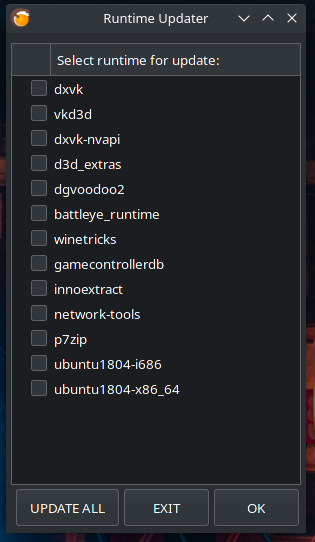 Runtime Updater
Select runtime for update:
dxvk
vkd3d
dxvk-nvapi
d3d_extras
dgvoodoo2
battleye_runtime
winetricks
gamecontrollerdb
innoextract
network-tools
p7zip
ubuntu1804-i686
ubuntu1804-x86_64
UPDATE ALL EXIT OK